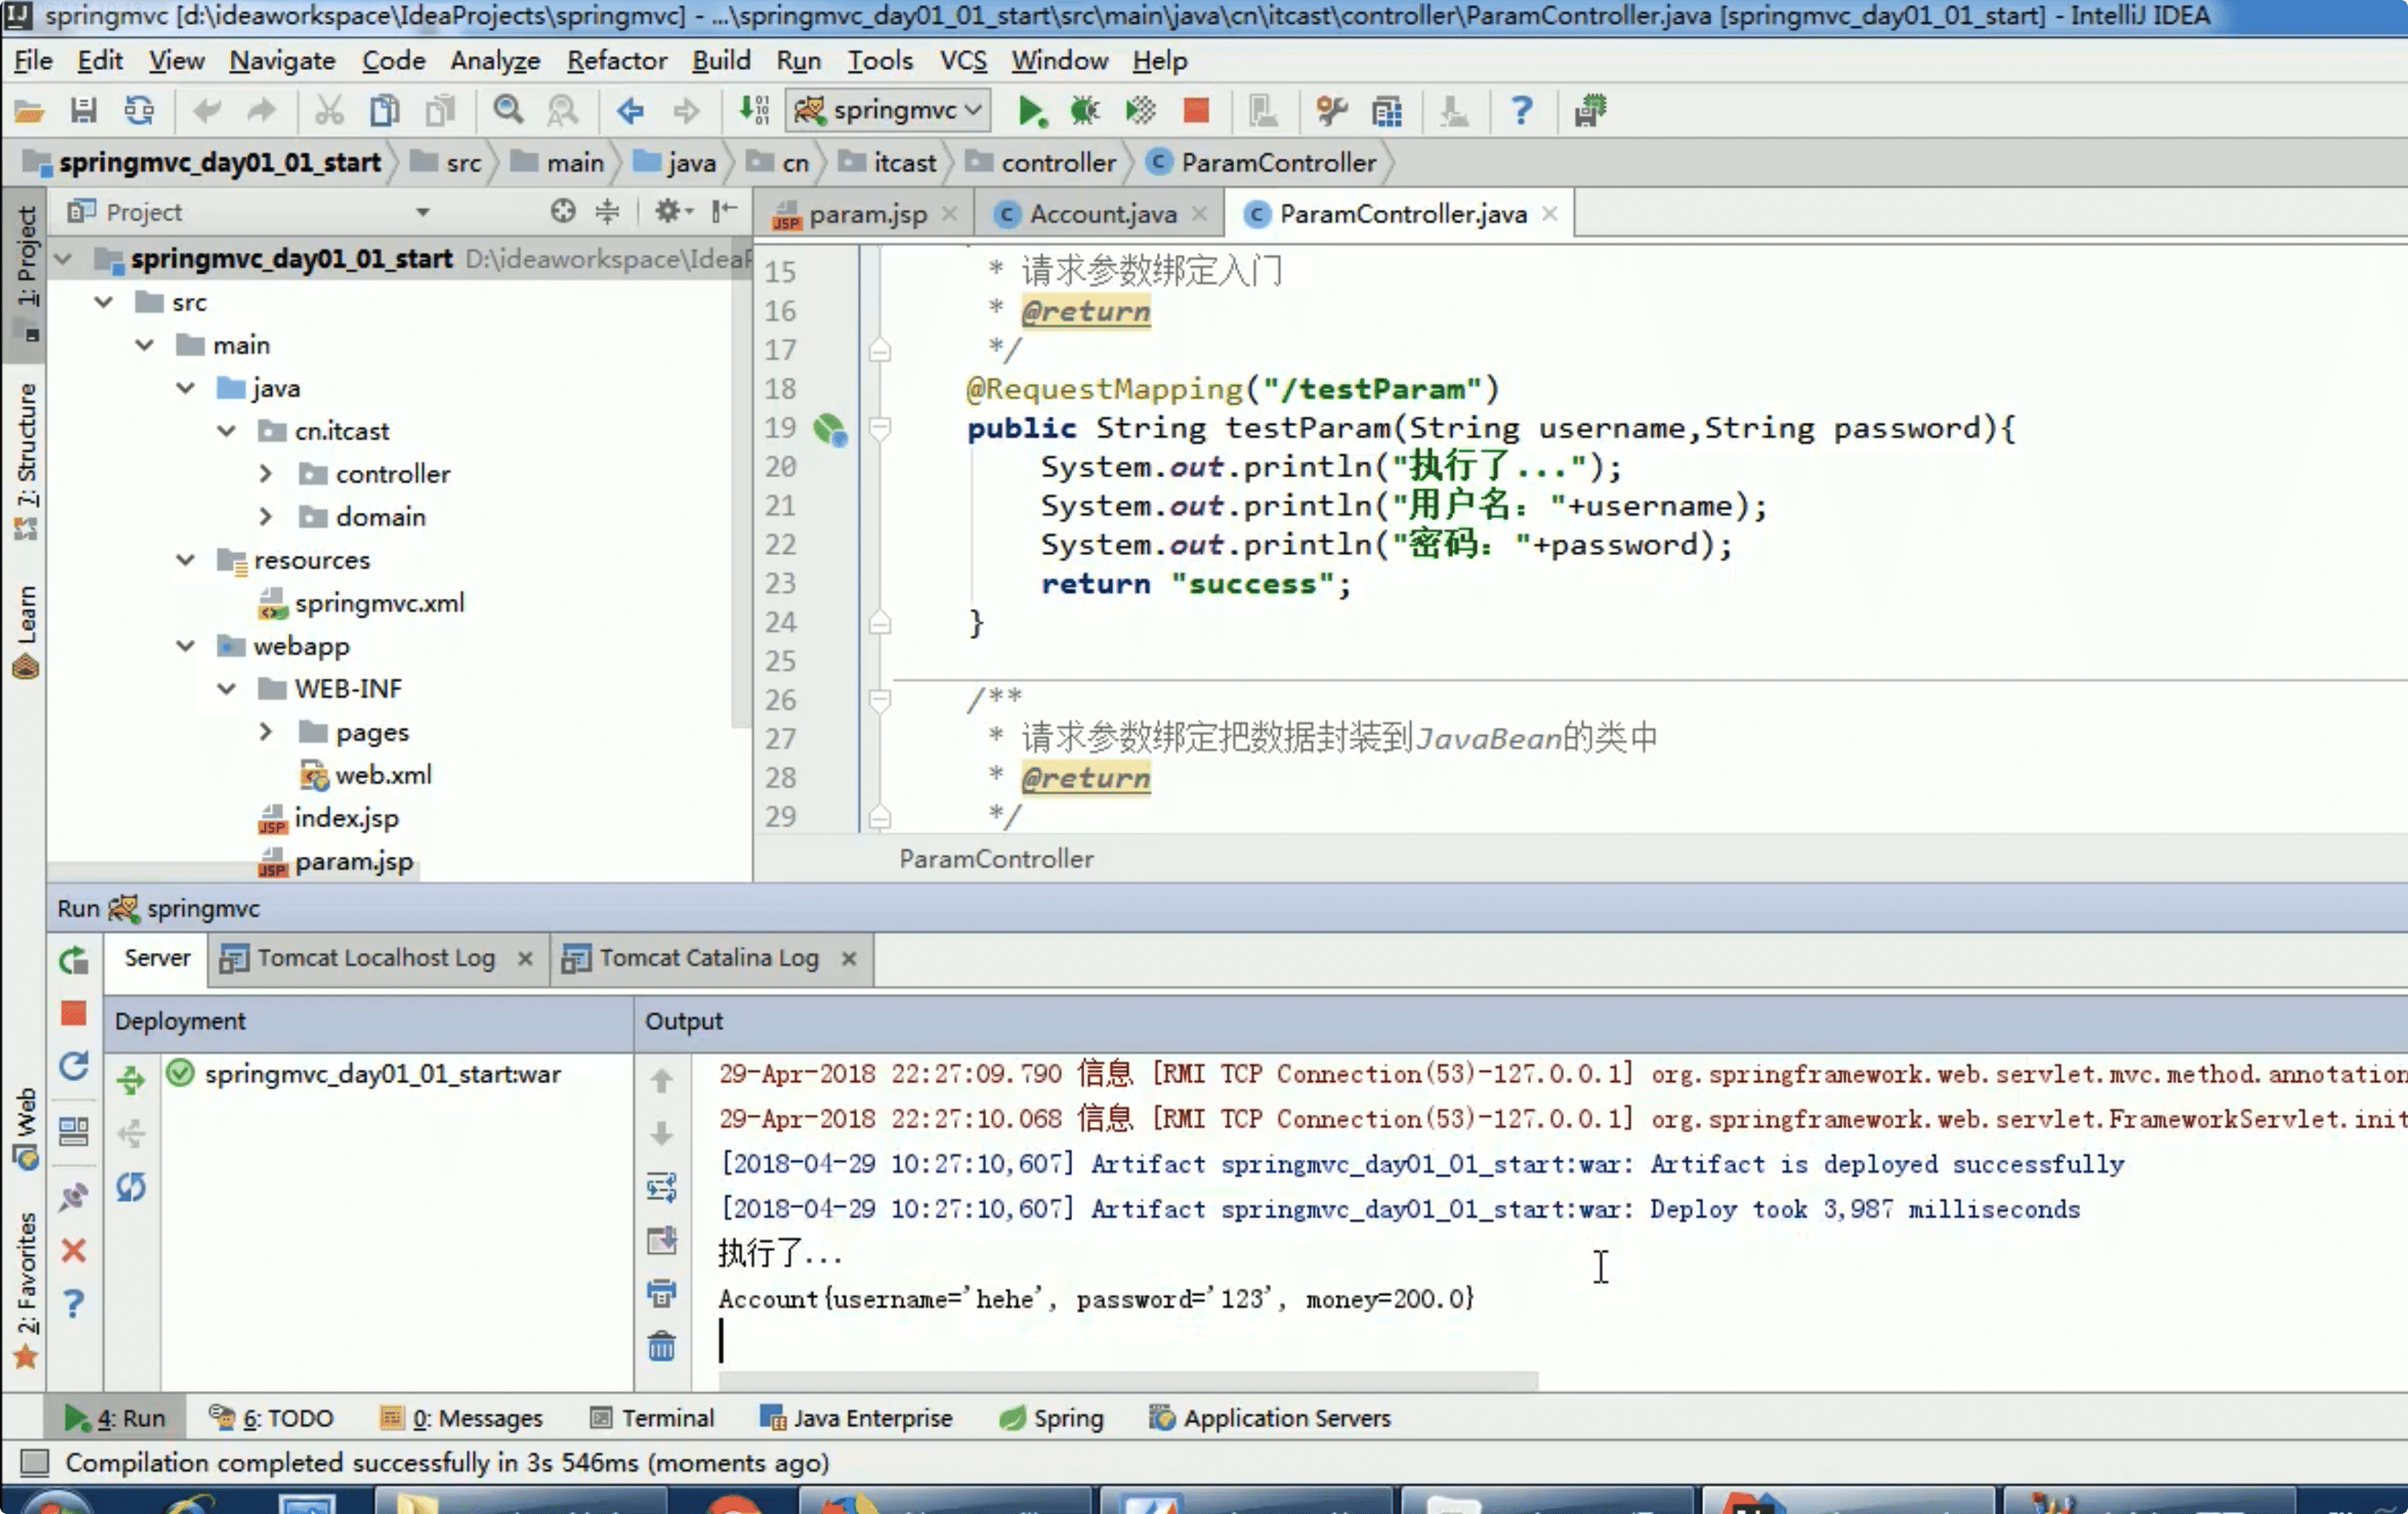 springmvc [d:\ideaworkspace\IdeaProjects\springmvc] - ...\springmvc_day01_01_start\src\main\java\cn\itcast\controller\ParamController.java [springmvc_day01_01_start] - IntelliJ IDEA
File Edit View Navigate Code Analyze Refactor Build Run Tools VCS Window Help
springmvc
springmvc_day01_01_start src main java cn itcast controller ParamController
1: Project
7: Structure
Learn
Web
2: Favorites
Project
springmvc_day01_01_start D:\ideaworkspace\IdeaP
src
main
java
cn.itcast
controller
domain
resources
springmvc.xml
webapp
WEB-INF
pages
web.xml
index.jsp
param.jsp
param.jsp Account.java ParamController.java
15 * 请求参数绑定入门
16 * @return
17 */
18 @RequestMapping("/testParam")
19 public String testParam(String username,String password){
20 System.out.println("执行了...");
21 System.out.println("用户名："+username);
22 System.out.println("密码："+password);
23 return "success";
24 }
25
26 /**
27 * 请求参数绑定把数据封装到JavaBean的类中
28 * @return
29 */
ParamController
Run springmvc
Server Tomcat Localhost Log Tomcat Catalina Log
Deployment
springmvc_day01_01_start:war
Output
29-Apr-2018 22:27:09.790 信息 [RMI TCP Connection(53)-127.0.0.1] org.springframework.web.servlet.mvc.method.annotation
29-Apr-2018 22:27:10.068 信息 [RMI TCP Connection(53)-127.0.0.1] org.springframework.web.servlet.FrameworkServlet.init
[2018-04-29 10:27:10,607] Artifact springmvc_day01_01_start:war: Artifact is deployed successfully
[2018-04-29 10:27:10,607] Artifact springmvc_day01_01_start:war: Deploy took 3,987 milliseconds
执行了...
Account{username='hehe', password='123', money=200.0}
4: Run 6: TODO 0: Messages Terminal Java Enterprise Spring Application Servers
Compilation completed successfully in 3s 546ms (moments ago)